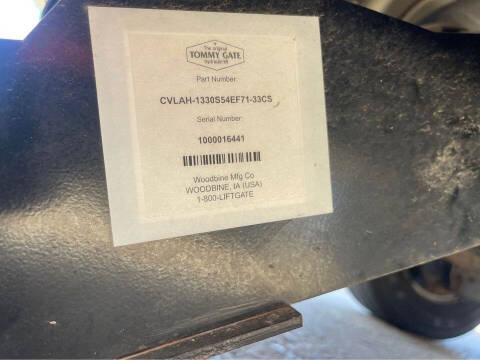 The original
TOMMY GATE
hydraulic lift
Part Number:
CVLAH-1330S54EF71-33CS
Serial Number:
1000016441
Woodbine Mfg Co
WOODBINE, IA (USA)
1-800-LIFTGATE